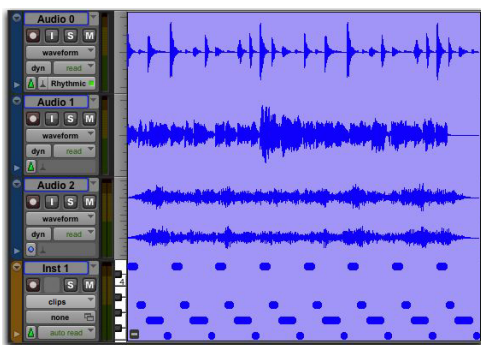 Audio 0
I S M
waveform
dyn read
Rhythmic
Audio 1
I S M
waveform
dyn read
Audio 2
I S M
waveform
dyn read
Inst 1
S M
clips
4
none
auto read